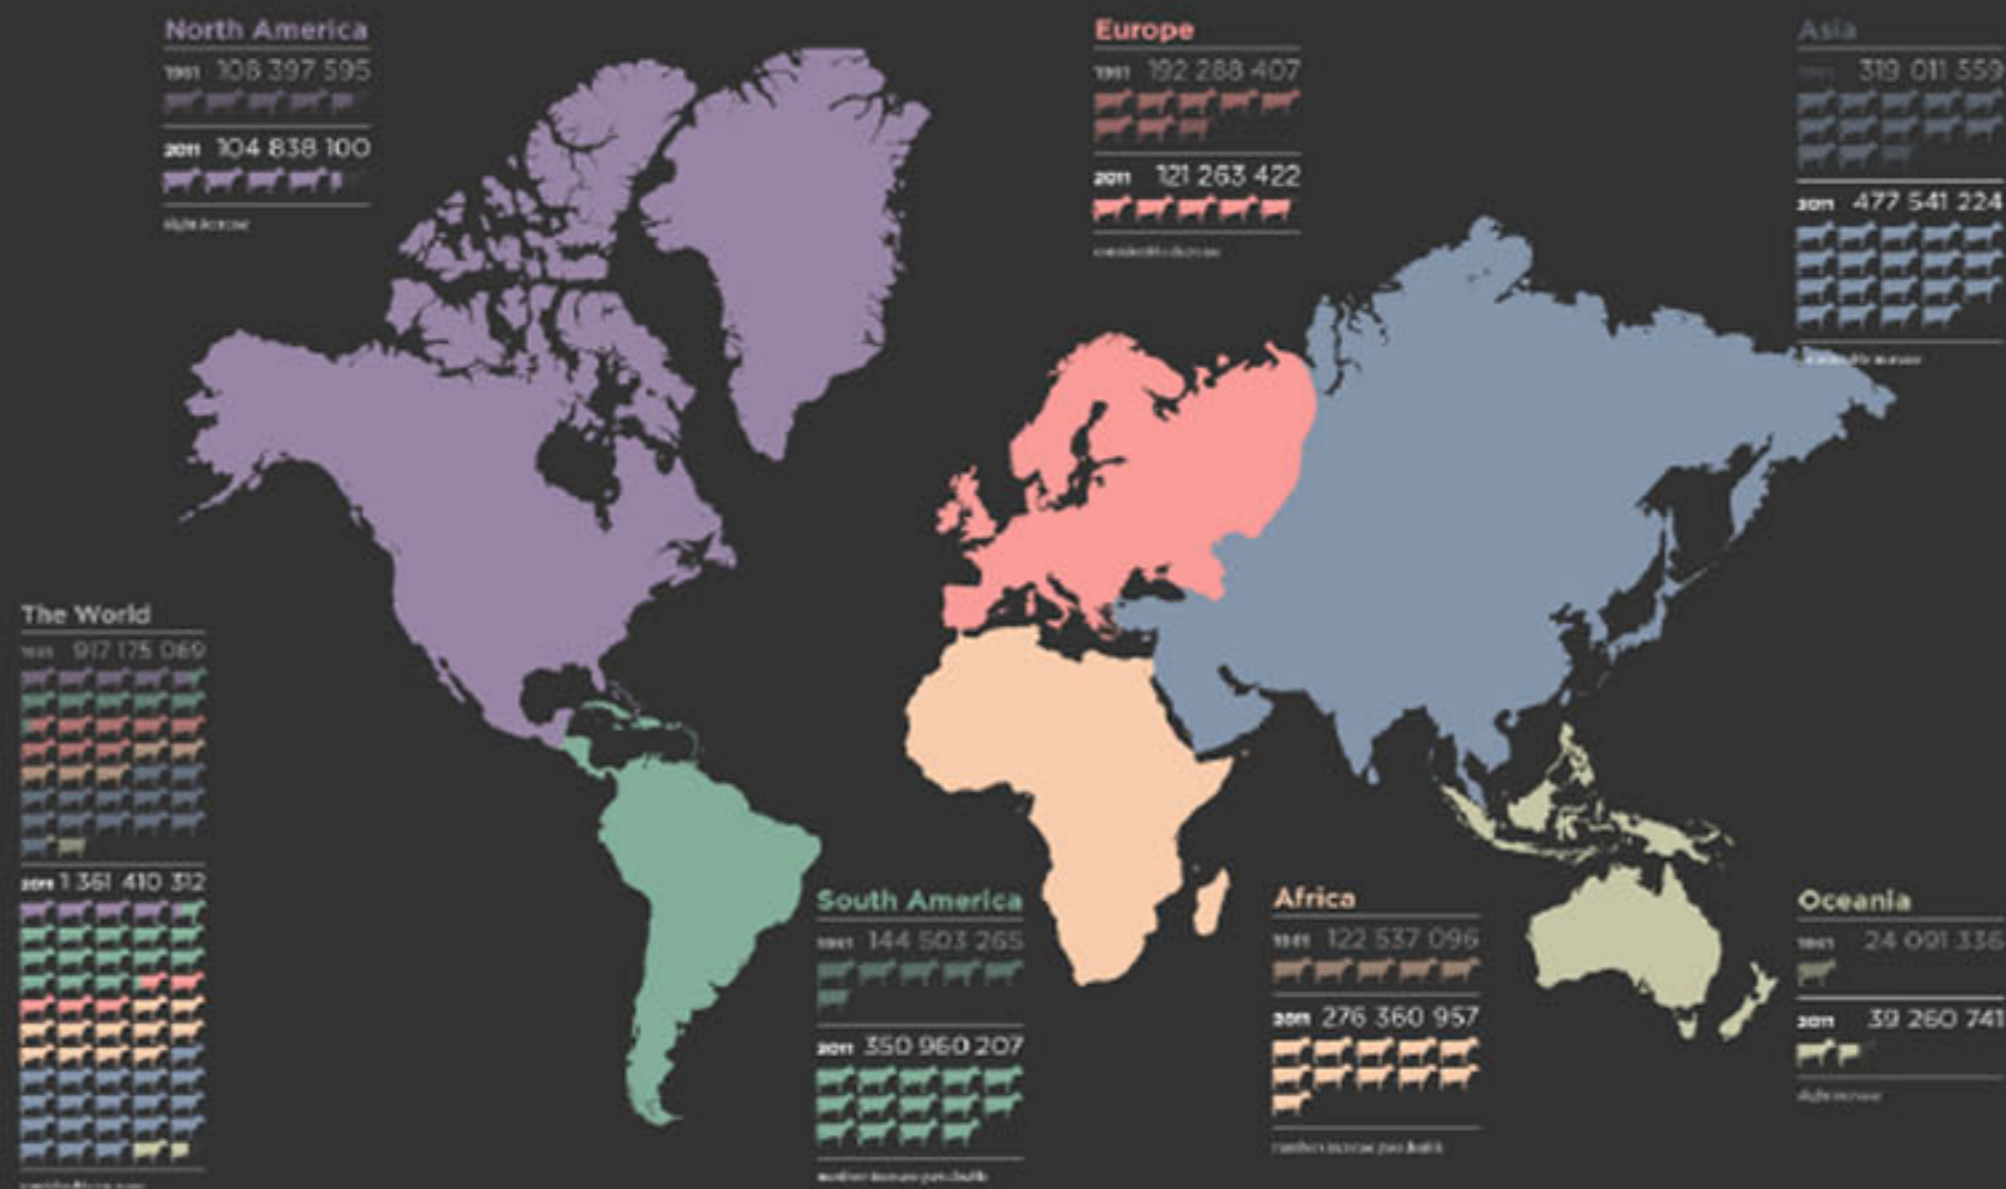 North America
1961 108 397 595
2011 104 838 100
Europe
1961 192 288 407
2011 121 263 422
Asia
319 011 559
2011 477 541 224
The World
917 175 069
2011 1 361 410 312
South America
1961 144 503 265
2011 350 960 207
Africa
1961 122 537 096
2011 276 360 957
Oceania
1961 24 091 336
2011 39 260 741
slight increase